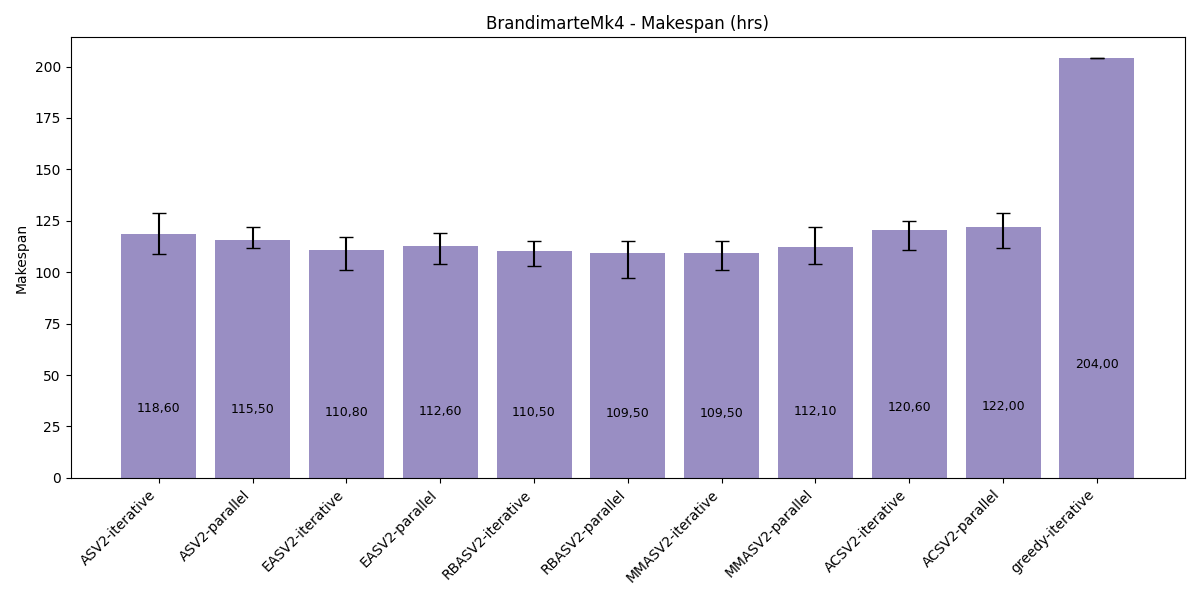 BrandimarteMk4 - Makespan (hrs)
Makespan
200
175
150
125
100
75
50
25
0
118,60
115,50
110,80
112,60
110,50
109,50
109,50
112,10
120,60
122,00
204,00
ASV2-iterative
ASV2-parallel
EASV2-iterative
EASV2-parallel
RBASV2-iterative
RBASV2-parallel
MMASV2-iterative
MMASV2-parallel
ACSV2-iterative
ACSV2-parallel
greedy-iterative